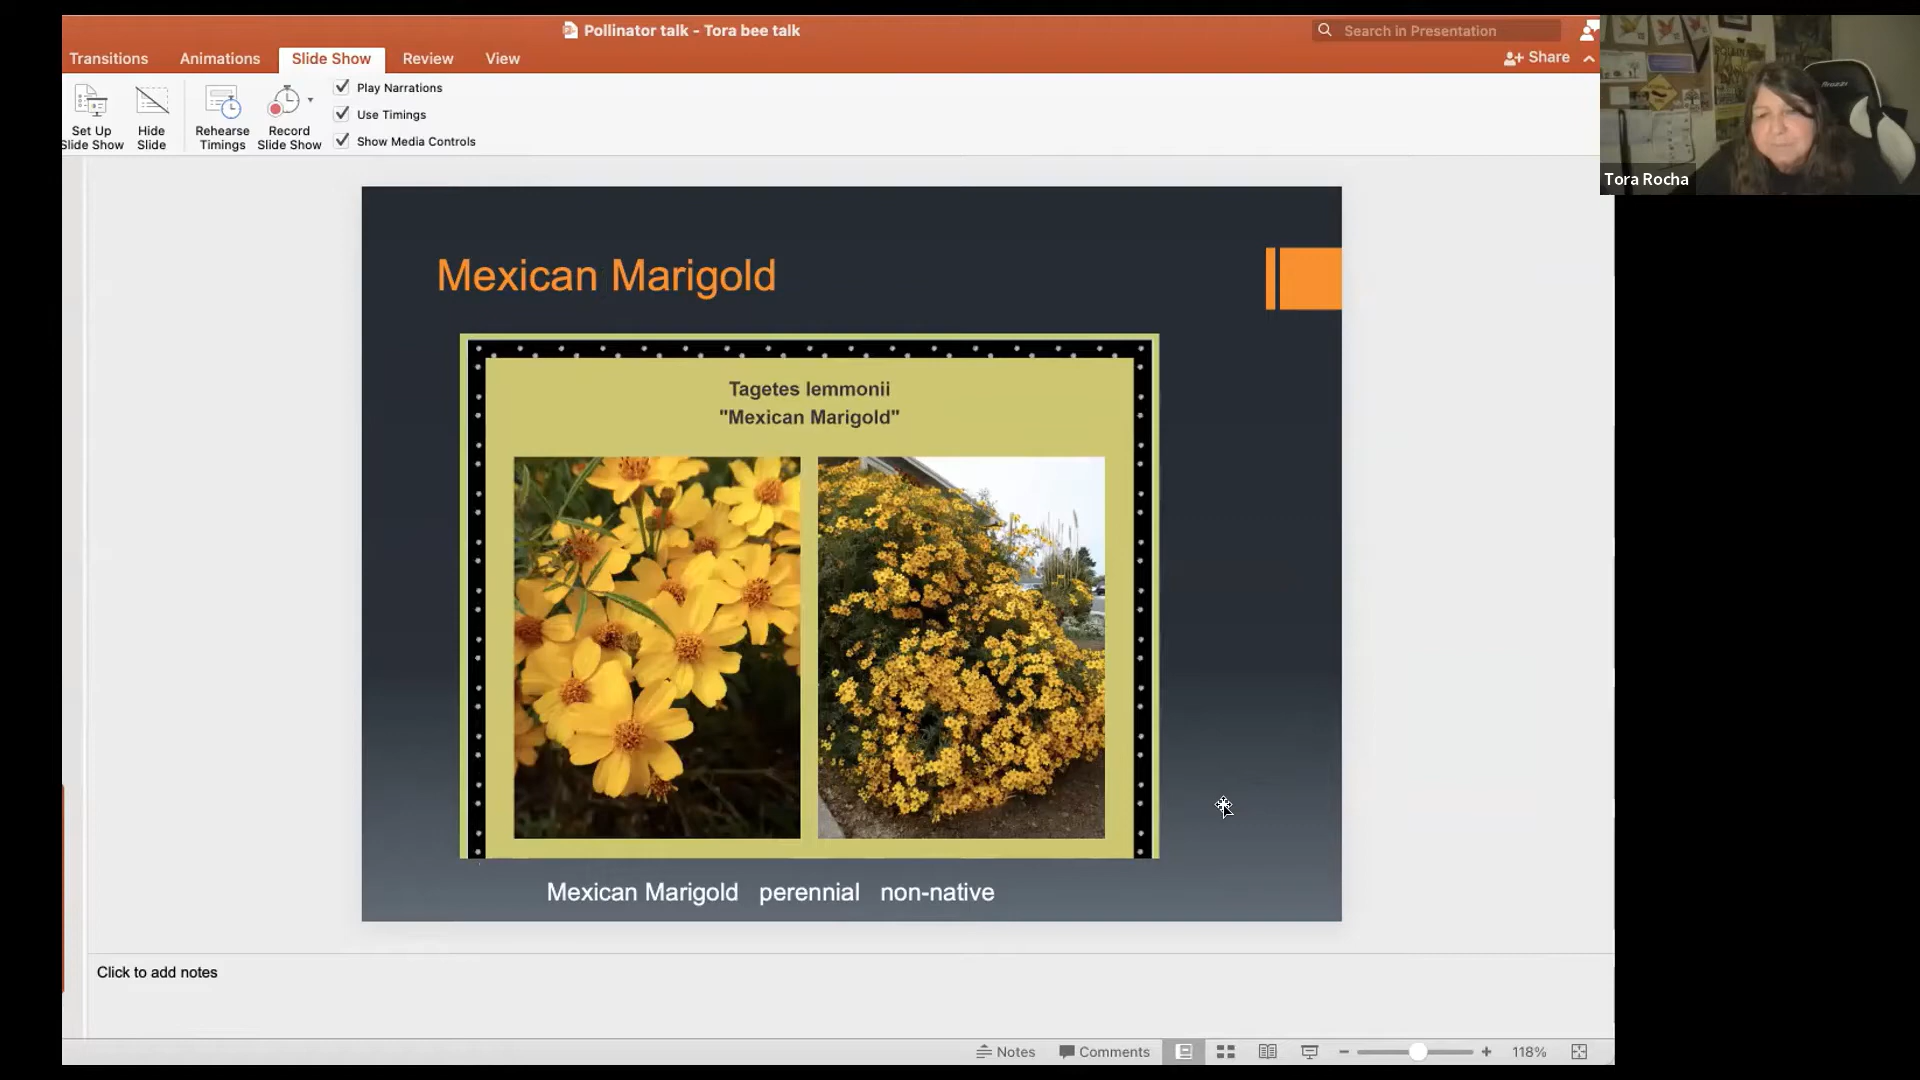 Pollinator talk - Tora bee talk
Search in Presentation
Transitions
Animations
Slide Show
Review
View
Share
Set Up
Slide Show
Hide
Slide
Rehearse
Timings
Record
Slide Show
Play Narrations
Use Timings
Show Media Controls
Tora Rocha
Mexican Marigold
Tagetes lemmonii
"Mexican Marigold"
Mexican Marigold perennial non-native
Click to add notes
Notes
Comments
118%